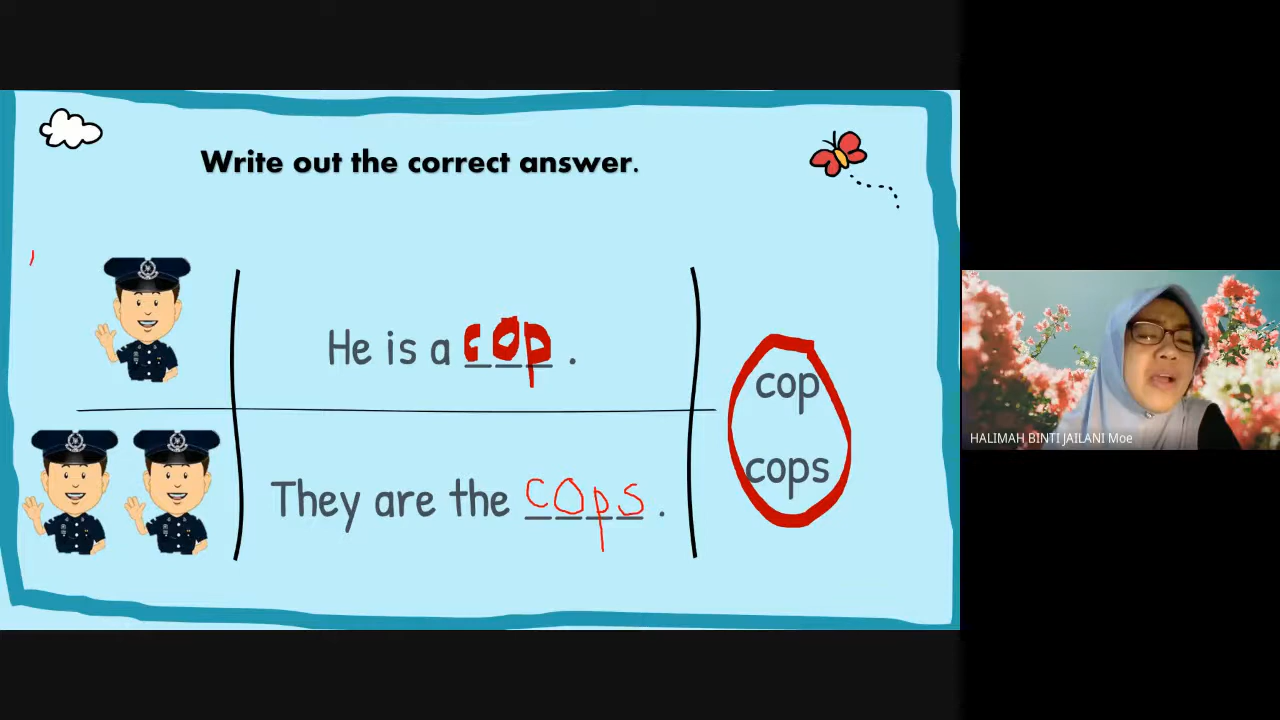 Write out the correct answer.
He is a cop.
cop
cops
They are the cops.
HALIMAH BINTI JAILANI Moe